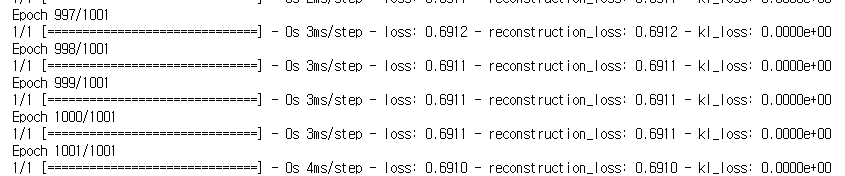 Epoch 997/1001
1/1 [==============================] - 0s 3ms/step - loss: 0.6912 - reconstruction_loss: 0.6912 - kl_loss: 0.0000e+00
Epoch 998/1001
1/1 [==============================] - 0s 3ms/step - loss: 0.6911 - reconstruction_loss: 0.6911 - kl_loss: 0.0000e+00
Epoch 999/1001
1/1 [==============================] - 0s 3ms/step - loss: 0.6911 - reconstruction_loss: 0.6911 - kl_loss: 0.0000e+00
Epoch 1000/1001
1/1 [==============================] - 0s 3ms/step - loss: 0.6911 - reconstruction_loss: 0.6911 - kl_loss: 0.0000e+00
Epoch 1001/1001
1/1 [==============================] - 0s 4ms/step - loss: 0.6910 - reconstruction_loss: 0.6910 - kl_loss: 0.0000e+00